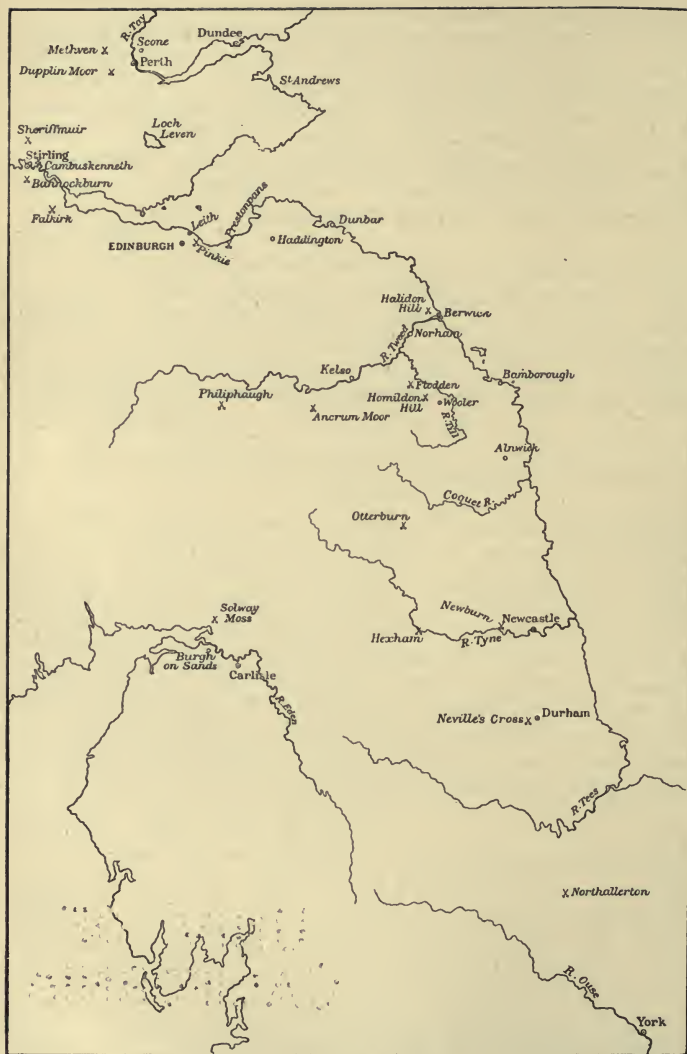 R. Tay
Scone
Dundee
Methven
Perth
Dupplin Moor
St Andrews
Sheriffmuir
Loch
Leven
Stirling
Cambuskenneth
Bannockburn
Falkirk
Leith
Prestonpans
Dunbar
EDINBURGH
Pinkie
Haddington
Halidon
Hill
Berwick
Norham
R. Tweed
Kelso
Flodden
Bamborough
Philiphaugh
Homildon
Hill
Wooler
Ancrum Moor
R. Till
Alnwick
Coquet R.
Otterburn
Solway
Moss
Newburn
Newcastle
Hexham
R. Tyne
Burgh
on Sands
Carlisle
R. Eden
Neville's Cross
Durham
R. Tees
Northallerton
R. Ouse
York